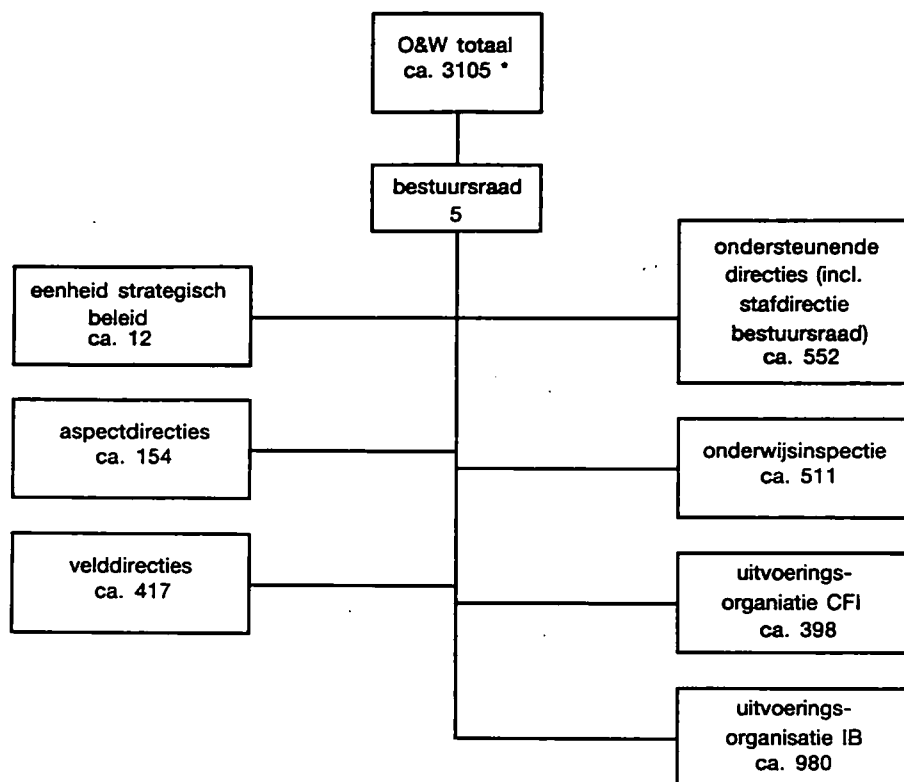 O&W totaal
ca. 3105 *
bestuursraad
5
eenheid strategisch
beleid
ca. 12
aspectdirecties
ca. 154
velddirecties
ca. 417
ondersteunende
directies (incl.
stafdirectie
bestuursraad)
ca. 552
onderwijsinspectie
ca. 511
uitvoerings-
organiatie CFI
ca. 398
uitvoerings-
organisatie IB
ca. 980